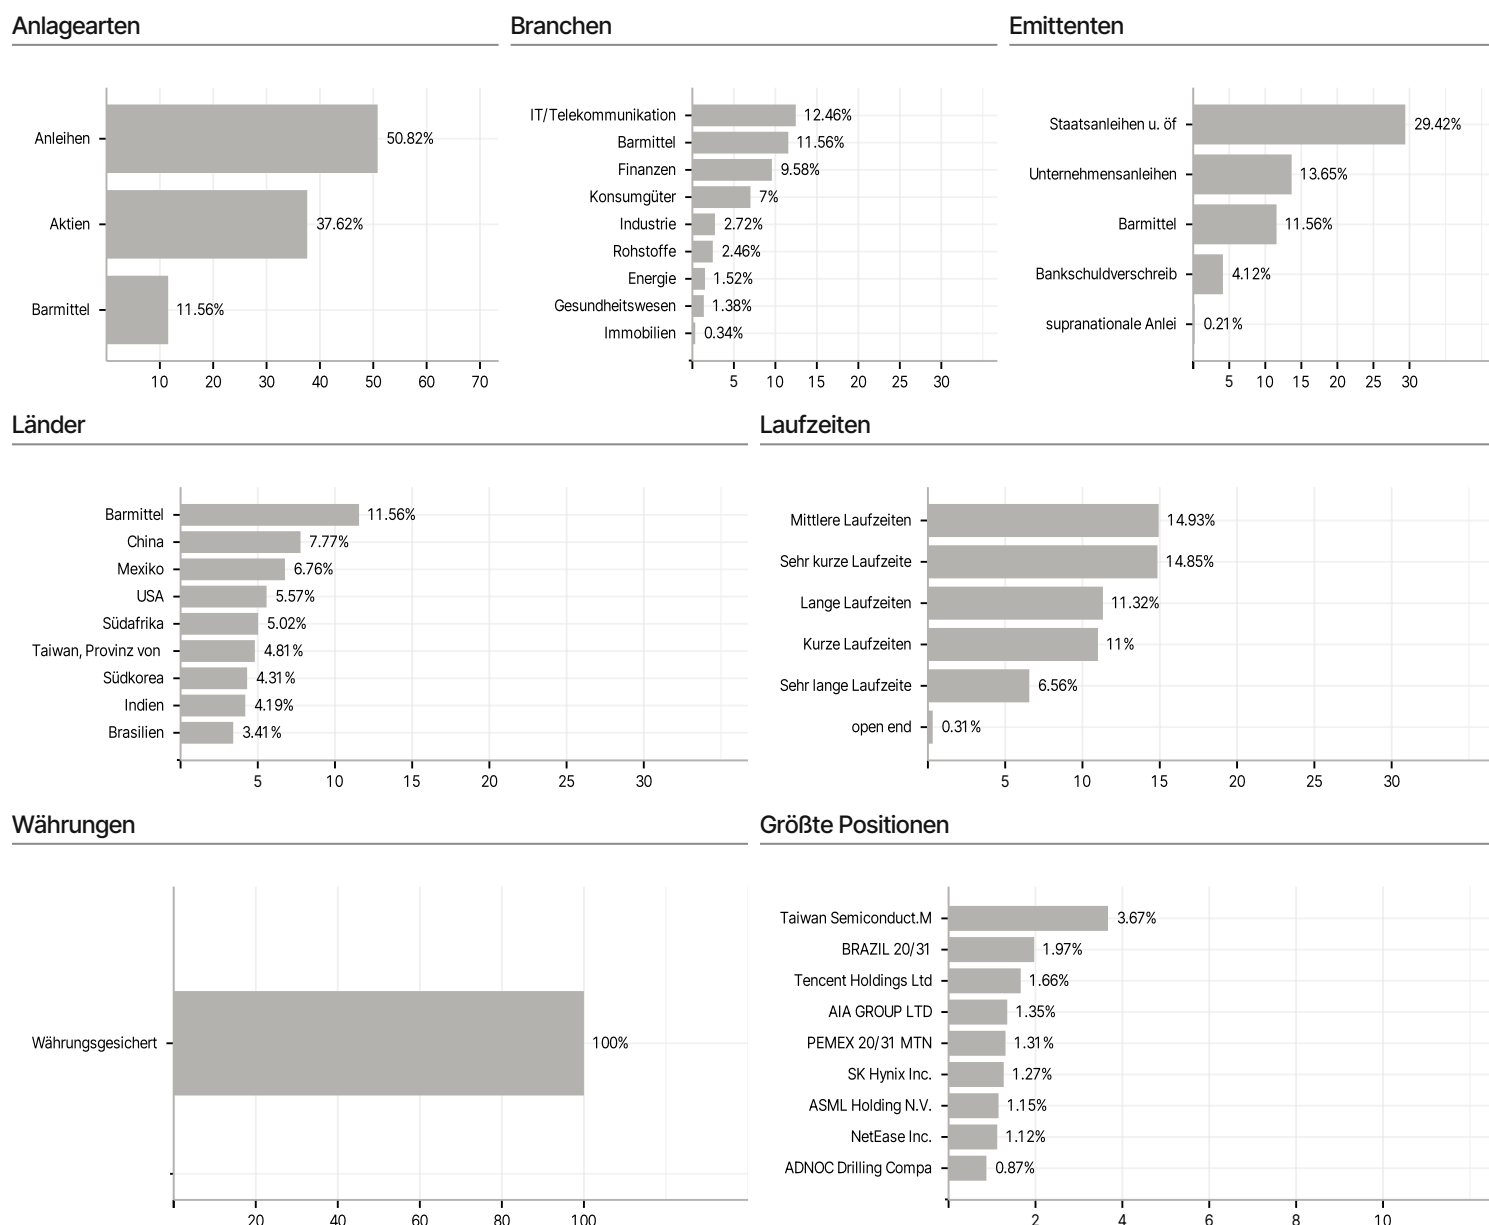 Anlagearten
Anleihen 50.82%
Aktien 37.62%
Barmittel 11.56%
10 20 30 40 50 60 70
Branchen
IT/Telekommunikation 12.46%
Barmittel 11.56%
Finanzen 9.58%
Konsumgüter 7%
Industrie 2.72%
Rohstoffe 2.46%
Energie 1.52%
Gesundheitswesen 1.38%
Immobilien 0.34%
5 10 15 20 25 30
Emittenten
Staatsanleihen u. öf 29.42%
Unternehmensanleihen 13.65%
Barmittel 11.56%
Bankschuldverschreib 4.12%
supranationale Anlei 0.21%
5 10 15 20 25 30
Länder
Barmittel 11.56%
China 7.77%
Mexiko 6.76%
USA 5.57%
Südafrika 5.02%
Taiwan, Provinz von 4.81%
Südkorea 4.31%
Indien 4.19%
Brasilien 3.41%
5 10 15 20 25 30
Laufzeiten
Mittlere Laufzeiten 14.93%
Sehr kurze Laufzeite 14.85%
Lange Laufzeiten 11.32%
Kurze Laufzeiten 11%
Sehr lange Laufzeite 6.56%
open end 0.31%
5 10 15 20 25 30
Währungen
Währungsgesichert 100%
20 40 60 80 100
Größte Positionen
Taiwan Semiconduct.M 3.67%
BRAZIL 20/31 1.97%
Tencent Holdings Ltd 1.66%
AIA GROUP LTD 1.35%
PEMEX 20/31 MTN 1.31%
SK Hynix Inc. 1.27%
ASML Holding N.V. 1.15%
NetEase Inc. 1.12%
ADNOC Drilling Compa 0.87%
2 4 6 8 10